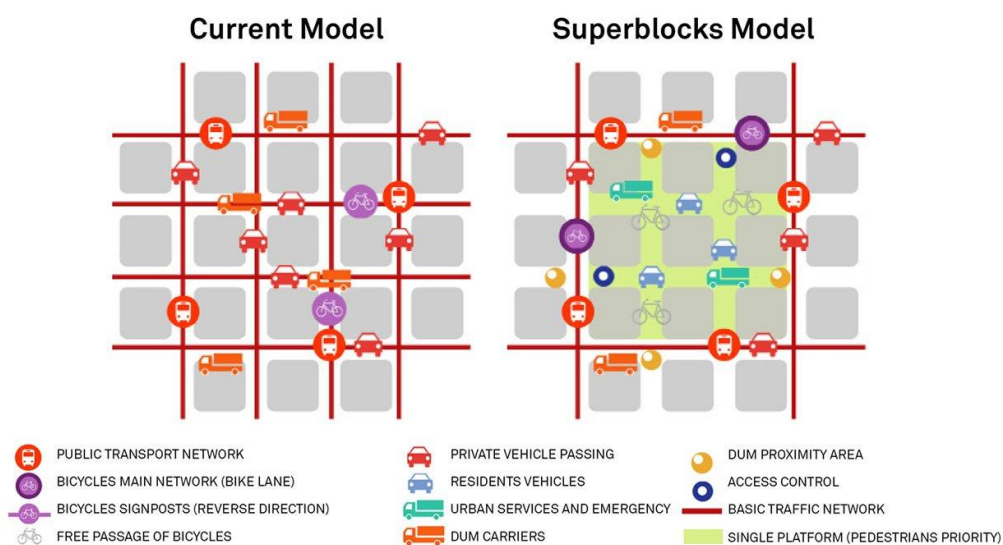 Current Model
Superblocks Model
PUBLIC TRANSPORT NETWORK
BICYCLES MAIN NETWORK (BIKE LANE)
BICYCLES SIGNPOSTS (REVERSE DIRECTION)
FREE PASSAGE OF BICYCLES
PRIVATE VEHICLE PASSING
RESIDENTS VEHICLES
URBAN SERVICES AND EMERGENCY
DUM CARRIERS
DUM PROXIMITY AREA
ACCESS CONTROL
BASIC TRAFFIC NETWORK
SINGLE PLATFORM (PEDESTRIANS PRIORITY)